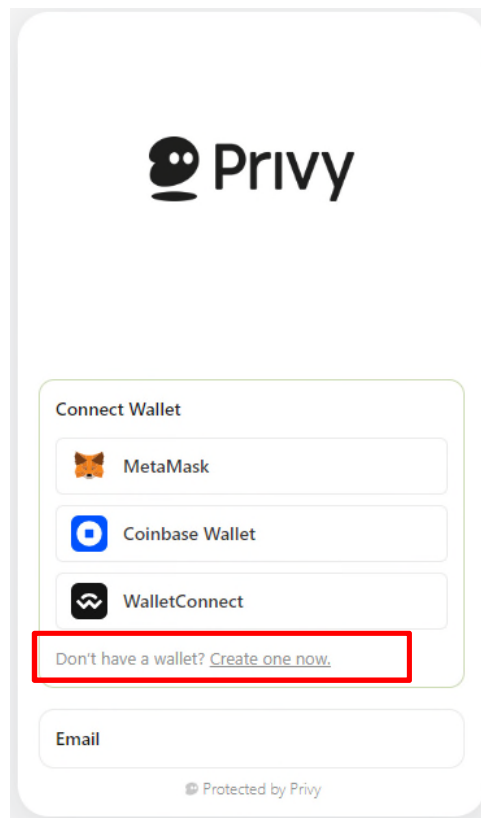 Privy
Connect Wallet
MetaMask
Coinbase Wallet
WalletConnect
Don't have a wallet? Create one now.
Email
Protected by Privy